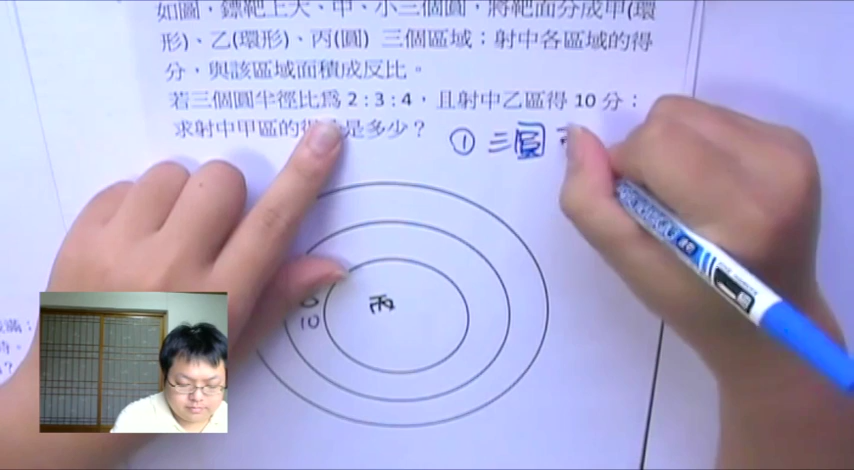 如圖，鏢靶上大、中、小三個圓，將靶面分成甲(環
形)、乙(環形)、丙(圓) 三個區域；射中各區域的得
分，與該區域面積成反比。
若三個圓半徑比為 2：3：4，且射中乙區得 10 分：
求射中甲區的 是多少？
① 三圓
丙
10